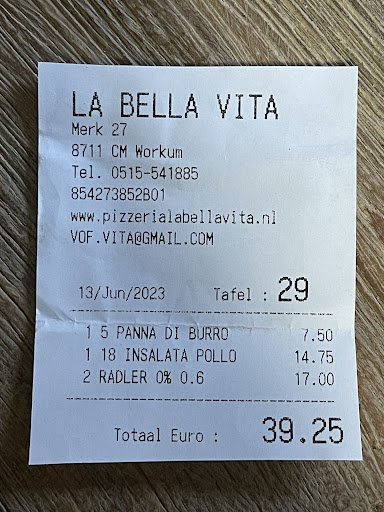 LA BELLA VITA
Merk 27
8711 CM Workum
Tel. 0515-541885
854273852B01
www.pizzerialabellavita.nl
VOF.VITA@GMAIL.COM
13/Jun/2023 Tafel : 29
1 5 PANNA DI BURRO 7.50
1 18 INSALATA POLLO 14.75
2 RADLER 0% 0.6 17.00
Totaal Euro : 39.25